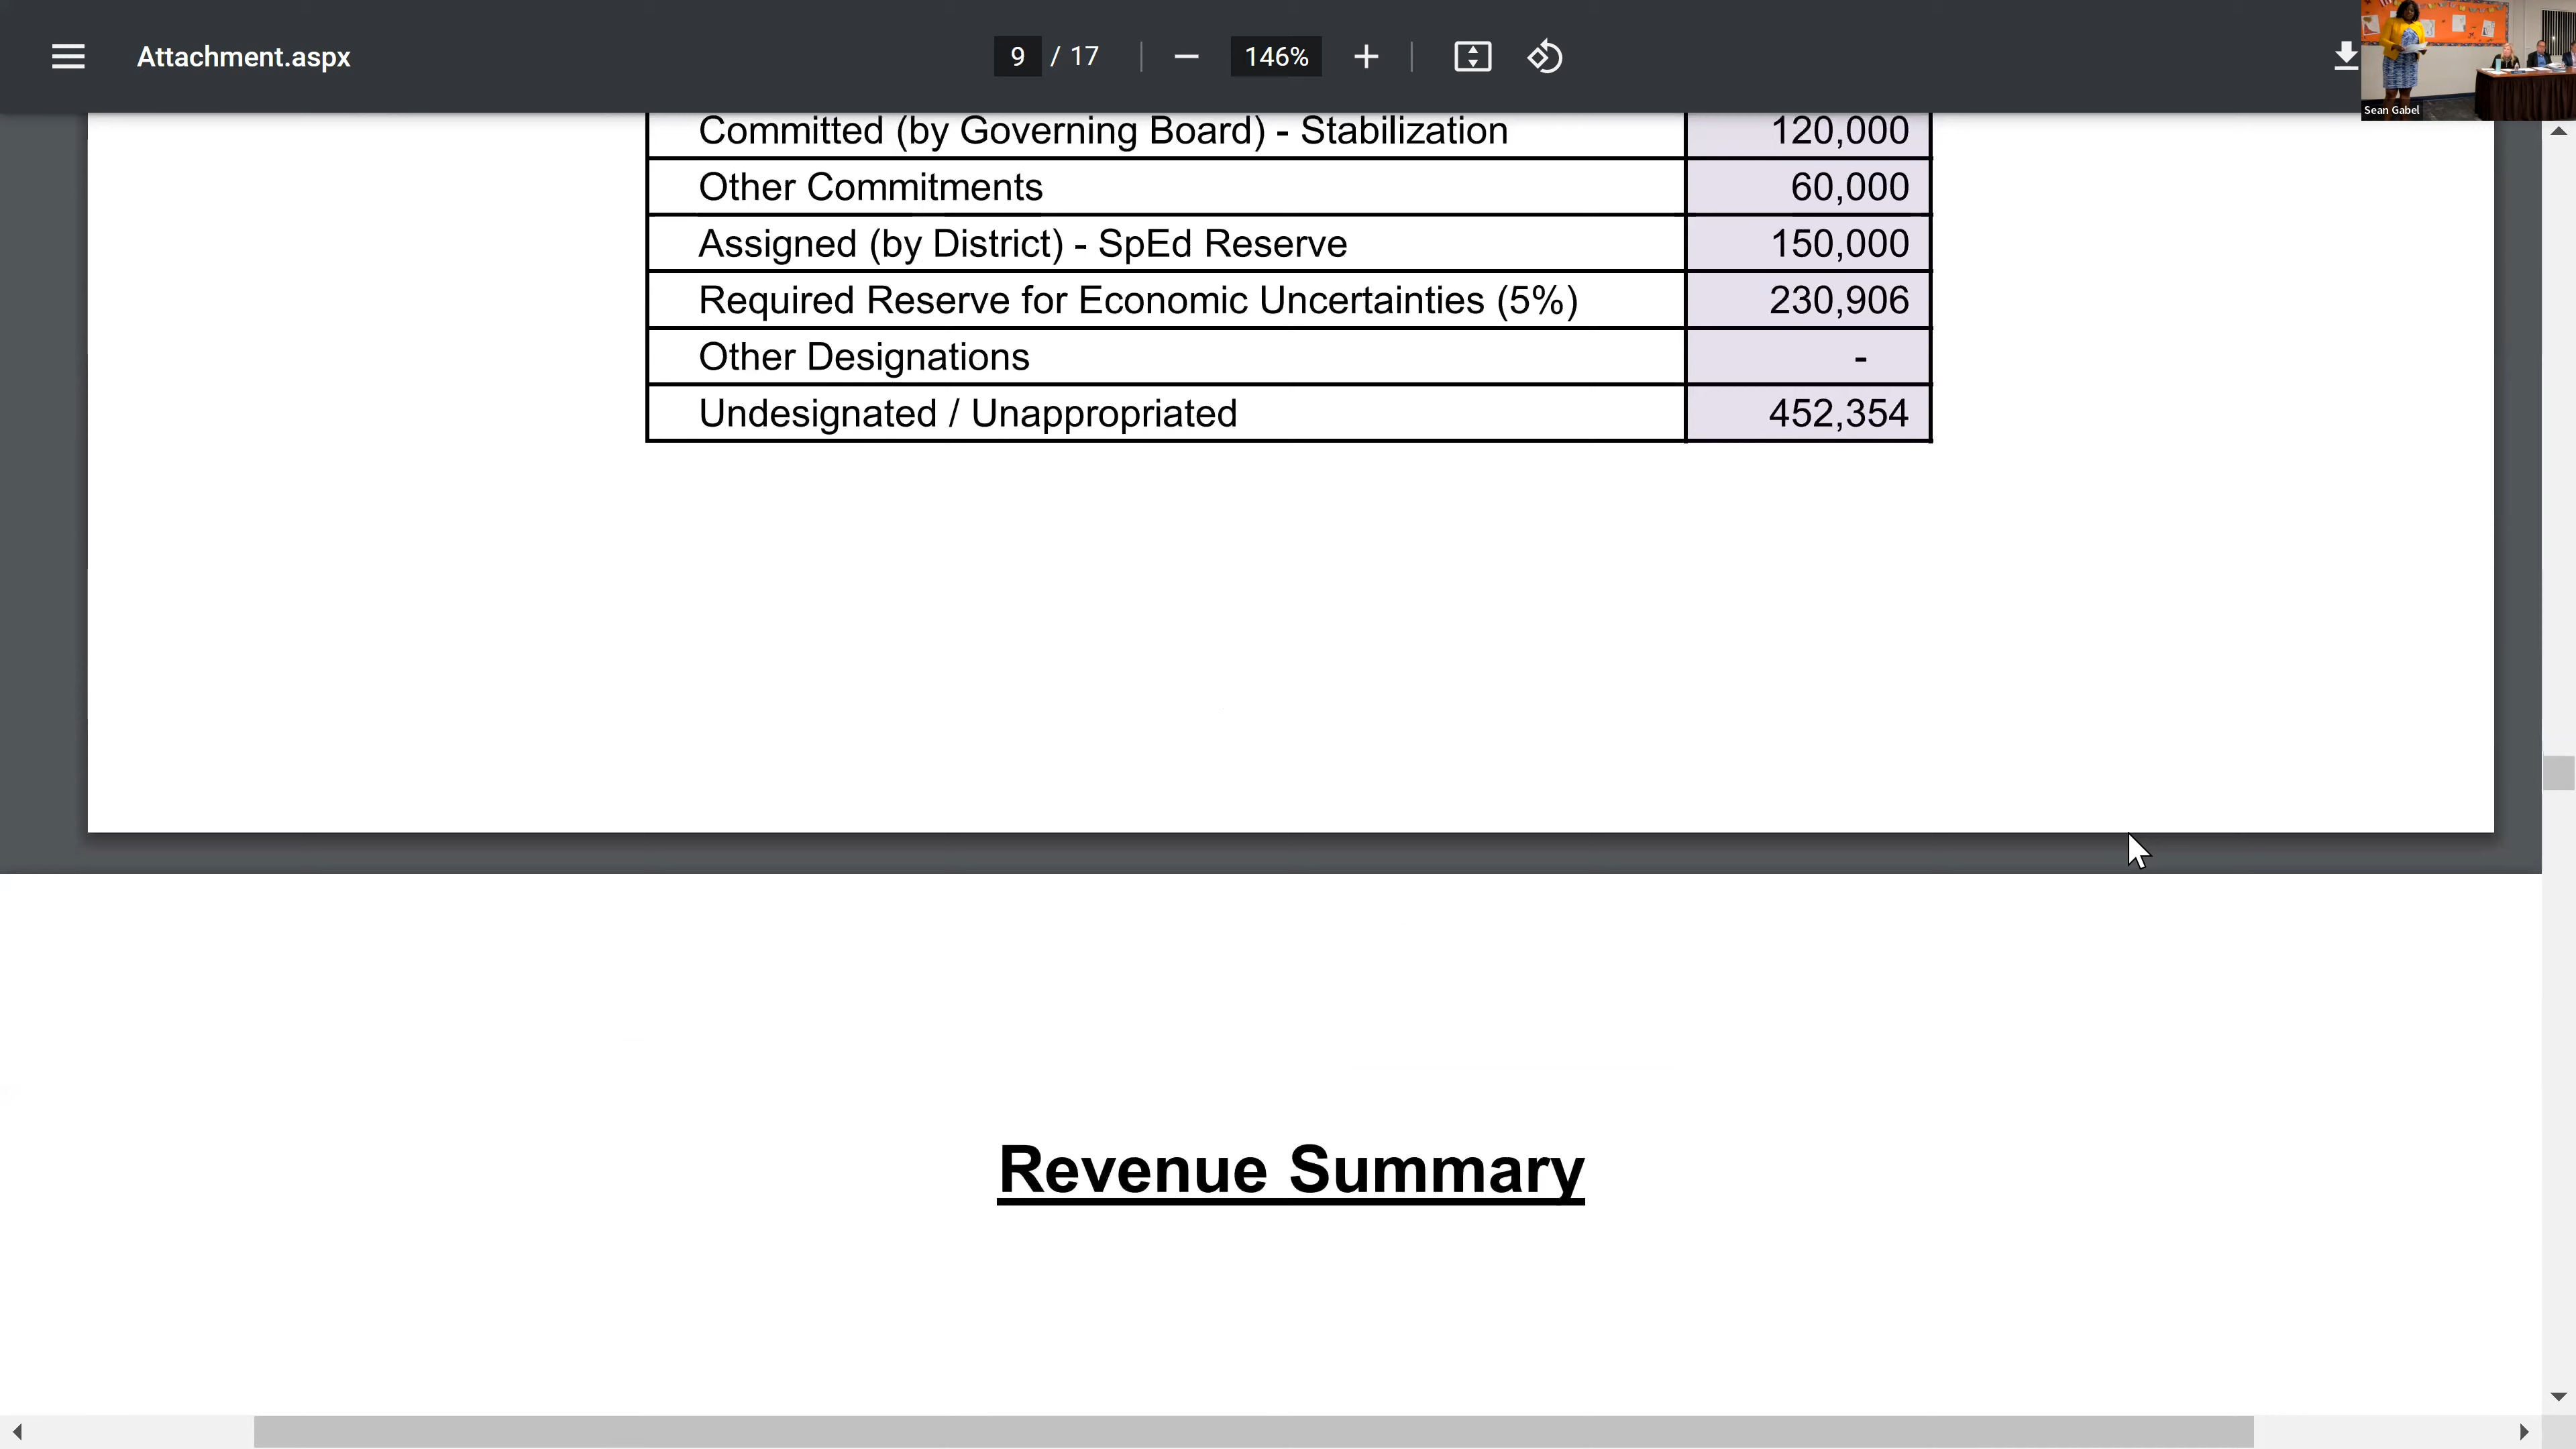 Attachment.aspx
9 / 17
146%
Sean Gabel
Committed (by Governing Board) - Stabilization 120,000
Other Commitments 60,000
Assigned (by District) - SpEd Reserve 150,000
Required Reserve for Economic Uncertainties (5%) 230,906
Other Designations -
Undesignated / Unappropriated 452,354
Revenue Summary